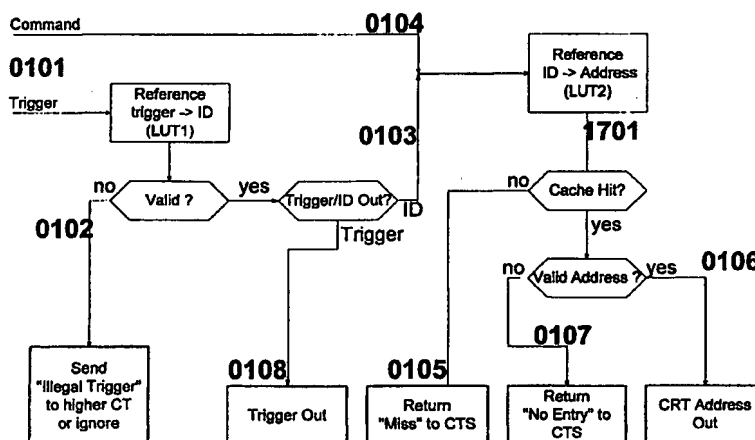 Command
0104
0101
Reference
ID -> Address
(LUT2)
Trigger
Reference
trigger -> ID
(LUT1)
0103
1701
no
Valid ?
yes
Trigger/ID Out?
ID
no
Cache Hit?
0102
Trigger
yes
no
Valid Address ?
yes
0106
0107
0108
0105
Send
"Illegal Trigger"
to higher CT
or ignore
Trigger Out
Return
"Miss" to CTS
Return
"No Entry" to
CTS
CRT Address
Out